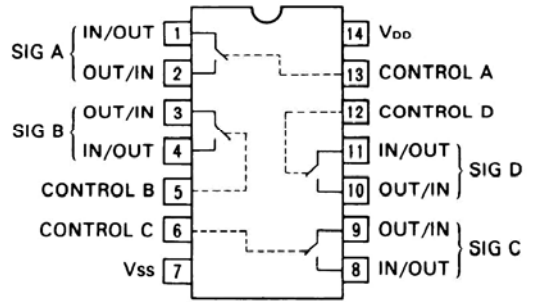 IN/OUT 1 14 VDD
SIG A
OUT/IN 2 13 CONTROL A
OUT/IN 3 12 CONTROL D
SIG B
IN/OUT 4 11 IN/OUT
SIG D
CONTROL B 5 10 OUT/IN
CONTROL C 6 9 OUT/IN
SIG C
Vss 7 8 IN/OUT